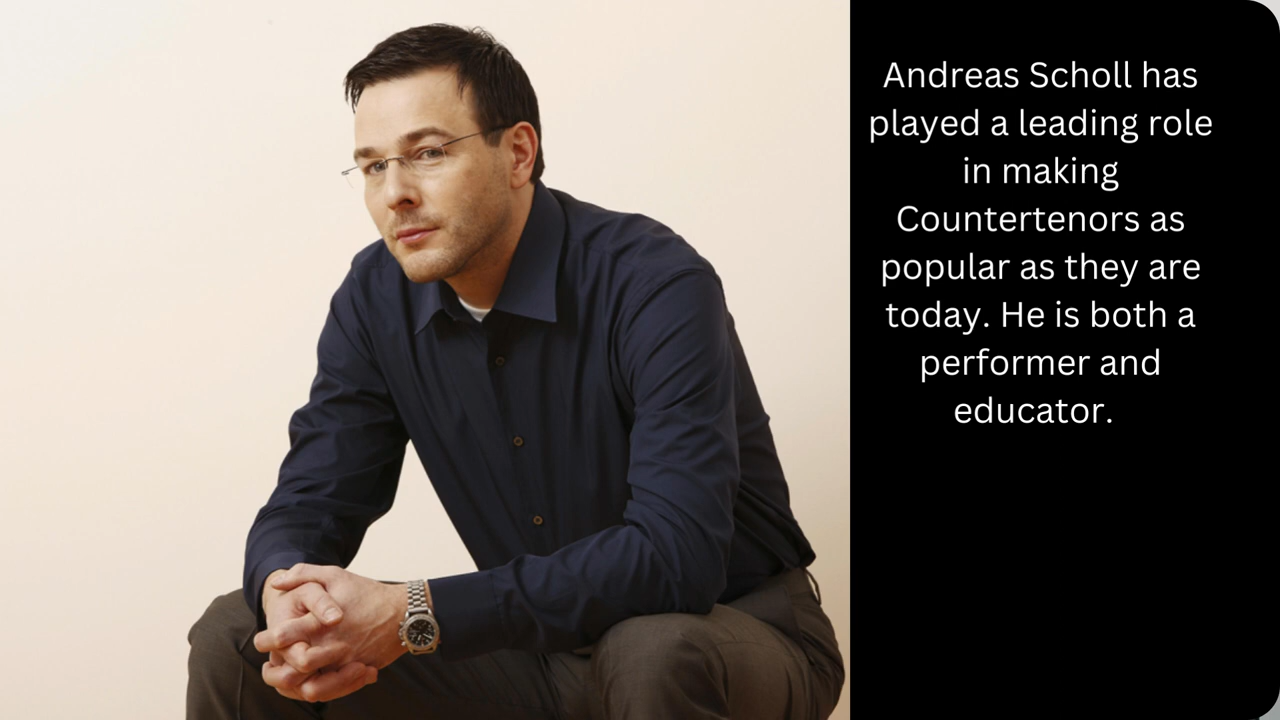 Andreas Scholl has
played a leading role
in making
Countertenors as
popular as they are
today. He is both a
performer and
educator.